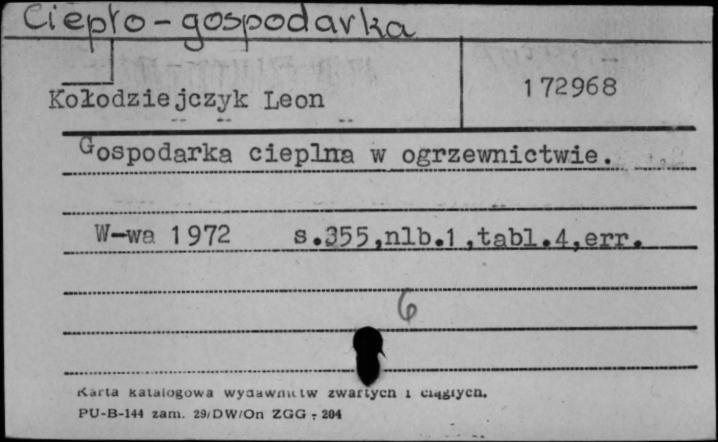 Ciepło - gospodarka
Kołodziejczyk Leon
172968
Gospodarka cieplna w ogrzewnictwie.
W-wa 1972 s.355,nlb.1,tabl.4,err.
6
Karta katalogowa wydawnictw zwartych i ciągłych.
PU-B-144 zam. 29/DW/On ZGG - 204